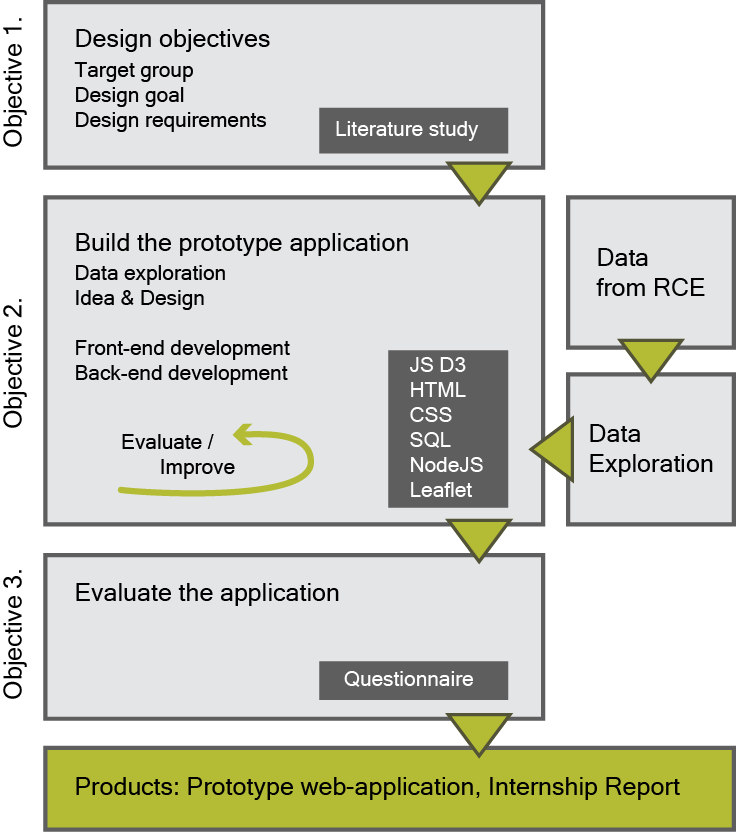 Objective 1.
Design objectives
Target group
Design goal
Design requirements
Literature study
Objective 2.
Build the prototype application
Data exploration
Idea & Design
Front-end development
Back-end development
Evaluate /
Improve
JS D3
HTML
CSS
SQL
NodeJS
Leaflet
Data
from RCE
Data
Exploration
Objective 3.
Evaluate the application
Questionnaire
Products: Prototype web-application, Internship Report